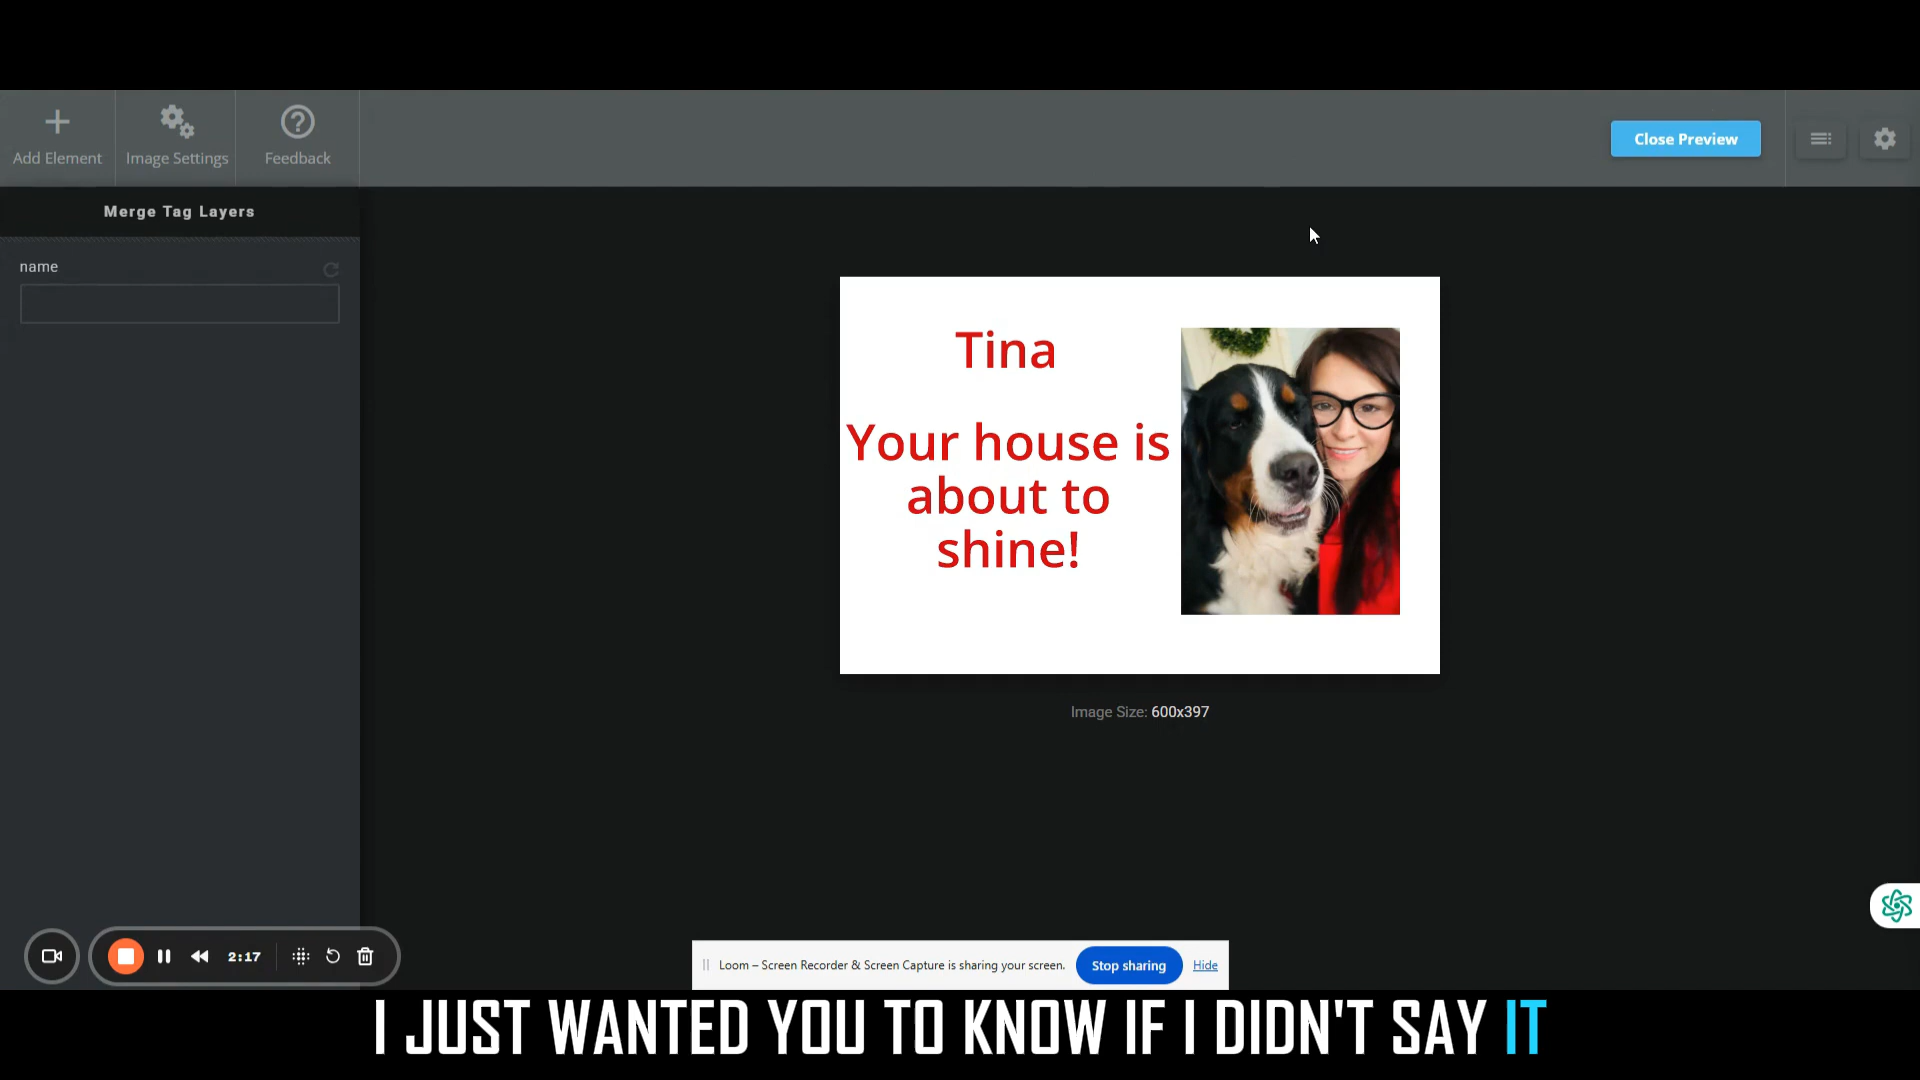 Add Element
Image Settings
Feedback
Close Preview
Merge Tag Layers
name
Tina
Your house is
about to
shine!
Image Size: 600x397
2:17
Loom – Screen Recorder & Screen Capture is sharing your screen.
Stop sharing
Hide
I JUST WANTED YOU TO KNOW IF I DIDN'T SAY IT